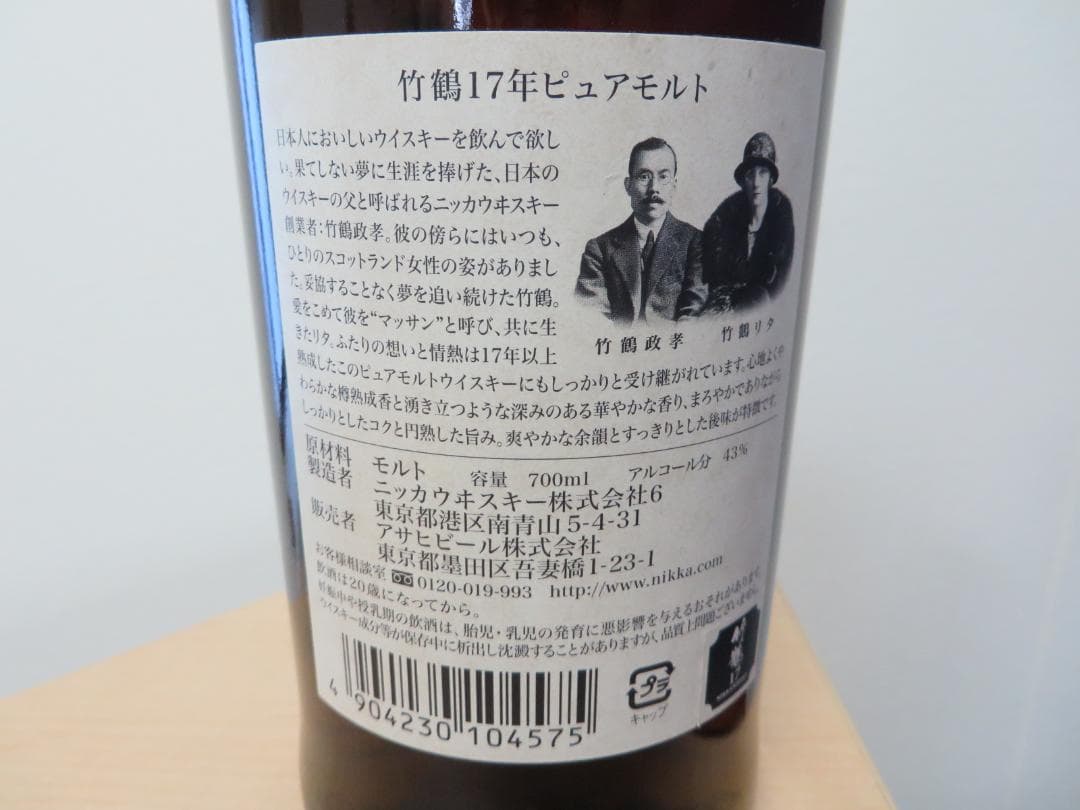 竹鶴17年ピュアモルト
日本人においしいウイスキーを飲んで欲し
い。果てしない夢に生涯を捧げた、日本の
ウイスキーの父と呼ばれるニッカウヰスキー
創業者：竹鶴政孝。彼の傍らにはいつも、
ひとりのスコットランド女性の姿がありまし
た。妥協することなく夢を追い続けた竹鶴。
愛をこめて彼を“マッサン”と呼び、共に生
きたリタ。ふたりの想いと情熱は17年以上
熟成したこのピュアモルトウイスキーにもしっかりと受け継がれています。心地よくや
わらかな樽熟成香と湧き立つような深みのある華やかな香り、まろやかでありながら
しっかりとしたコクと円熟した旨み。爽やかな余韻とすっきりとした後味が特徴です。
竹鶴政孝
竹鶴リタ
原材料 モルト 容量 700ml アルコール分 43%
製造者 ニッカウヰスキー株式会社6
東京都港区南青山5-4-31
販売者 アサヒビール株式会社
東京都墨田区吾妻橋1-23-1
お客様相談室 0120-019-993 http://www.nikka.com
飲酒は20歳になってから。
妊娠中や授乳期の飲酒は、胎児・乳児の発育に悪影響を与えるおそれがあります。
ウイスキー成分等が保存中に析出し沈澱することがありますが、品質上問題ございません。
4 904230 104575
プラ
キャップ